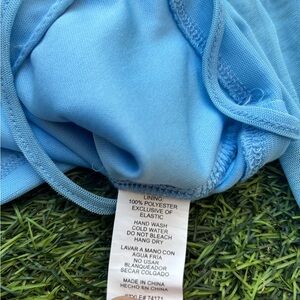 LINING
100% POLYESTER
EXCLUSIVE OF
ELASTIC
HAND WASH
COLD WATER
DO NOT BLEACH
HANG DRY
LAVAR A MANO CON
AGUA FRIA
NO USAR
BLANQUEADOR
SECAR COLGADO
MADE IN CHINA
HECHO EN CHINA